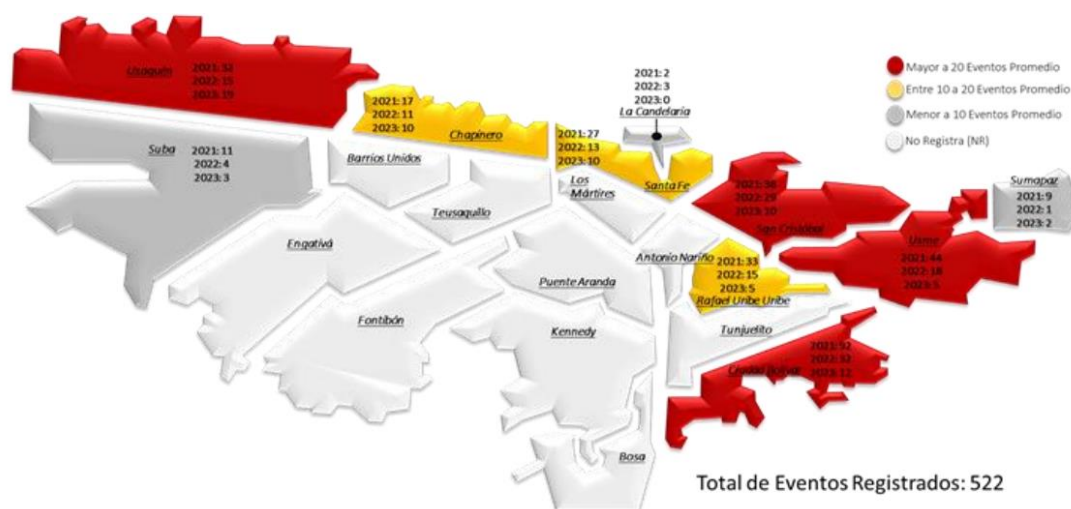 Usaquén
2021: 32
2022: 15
2023: 19
2021: 17
2022: 11
2023: 10
Chapinero
2021: 27
2022: 13
2023: 10
Santa Fe
2021: 2
2022: 3
2023: 0
La Candelaria
Mayor a 20 Eventos Promedio
Entre 10 a 20 Eventos Promedio
Menor a 10 Eventos Promedio
No Registra (NR)
Suba
2021: 11
2022: 4
2023: 3
Barrios Unidos
Los
Mártires
Teusaquillo
2021: 38
2022: 29
2023: 10
San Cristóbal
Sumapaz
2021: 9
2022: 1
2023: 2
Usme
2021: 44
2022: 18
2023: 5
Engativá
Antonio Nariño
2021: 33
2022: 15
2023: 5
Rafael Uribe Uribe
Puente Aranda
Fontibón
Kennedy
Tunjuelito
2021: 92
2022: 32
2023: 12
Ciudad Bolívar
Bosa
Total de Eventos Registrados: 522